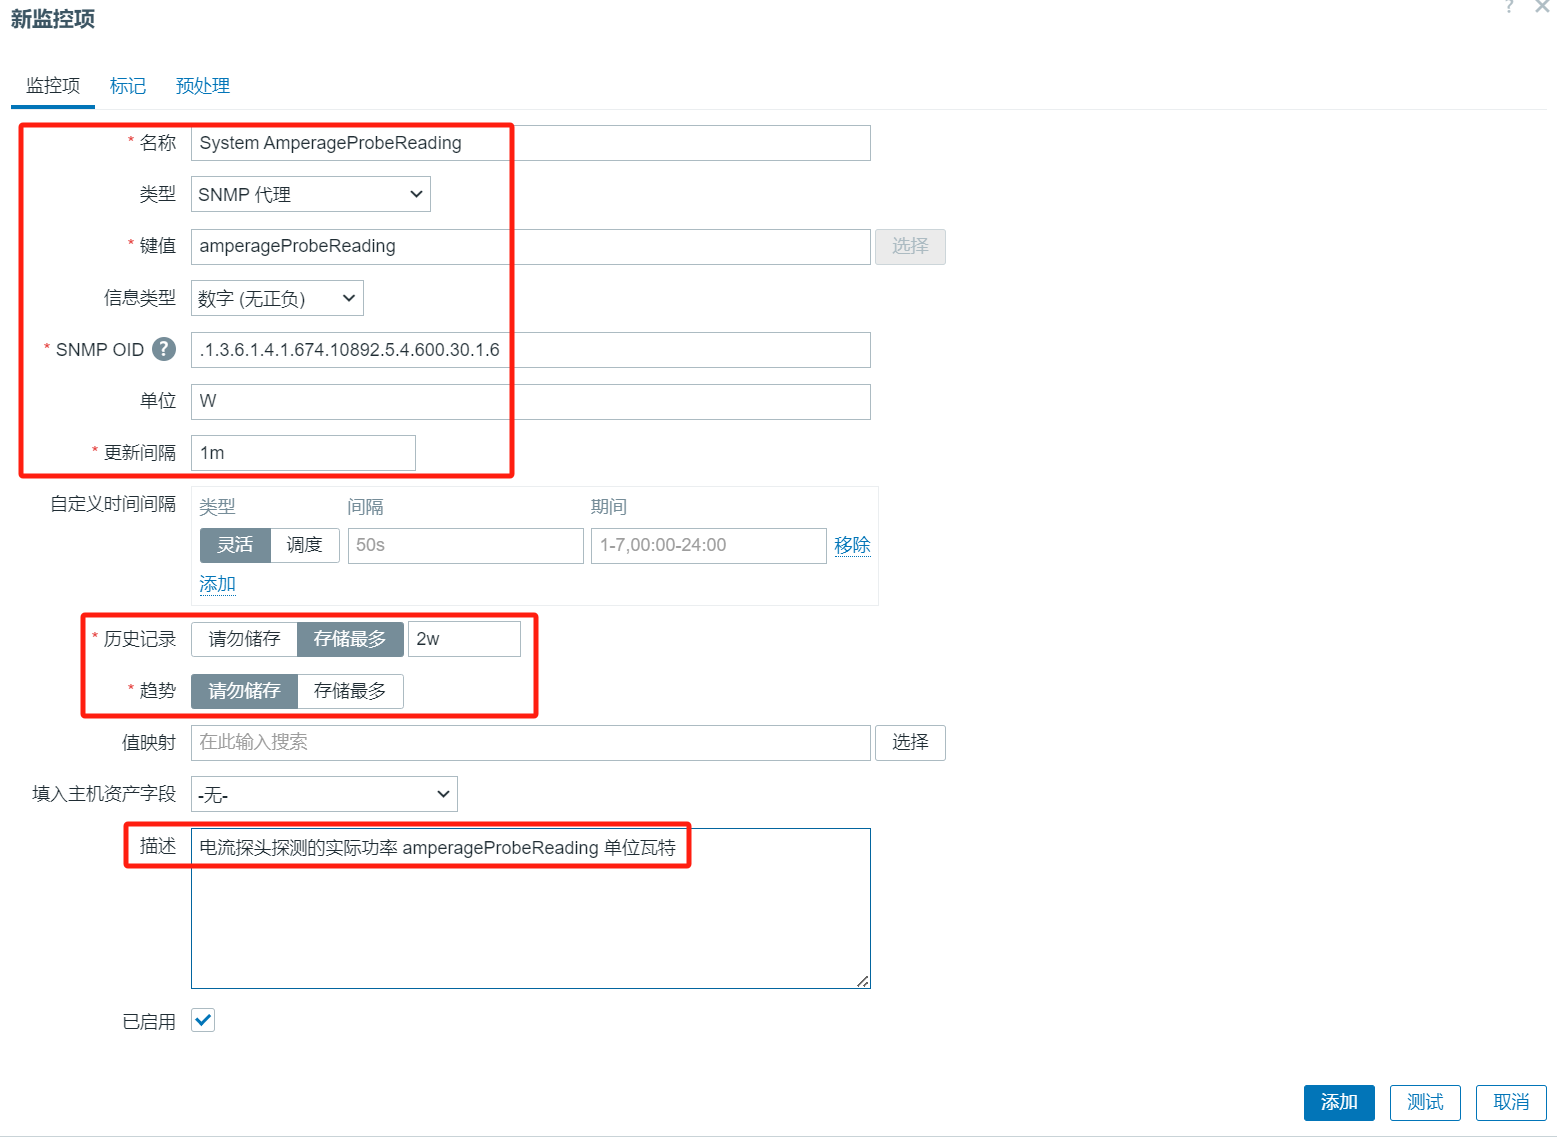 新监控项
? ×
监控项 标记 预处理
* 名称 System AmperageProbeReading
类型 SNMP 代理
* 键值 amperageProbeReading 选择
信息类型 数字 (无正负)
* SNMP OID ? .1.3.6.1.4.1.674.10892.5.4.600.30.1.6
单位 W
* 更新间隔 1m
自定义时间间隔 类型 间隔 期间
灵活 调度 50s 1-7,00:00-24:00 移除
添加
* 历史记录 请勿储存 存储最多 2w
* 趋势 请勿储存 存储最多
值映射 在此输入搜索 选择
填入主机资产字段 -无-
描述 电流探头探测的实际功率 amperageProbeReading 单位瓦特
已启用
添加 测试 取消